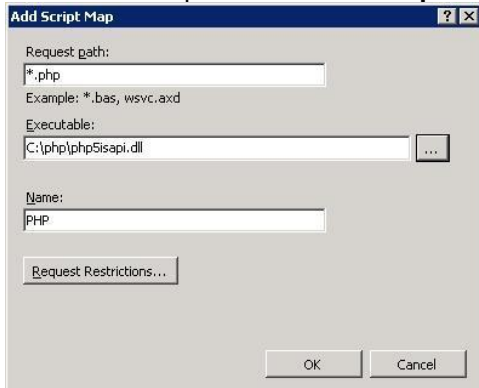 Add Script Map
Request path:
*.php
Example: *.bas, wsvc.axd
Executable:
C:\php\php5isapi.dll
...
Name:
PHP
Request Restrictions...
OK Cancel